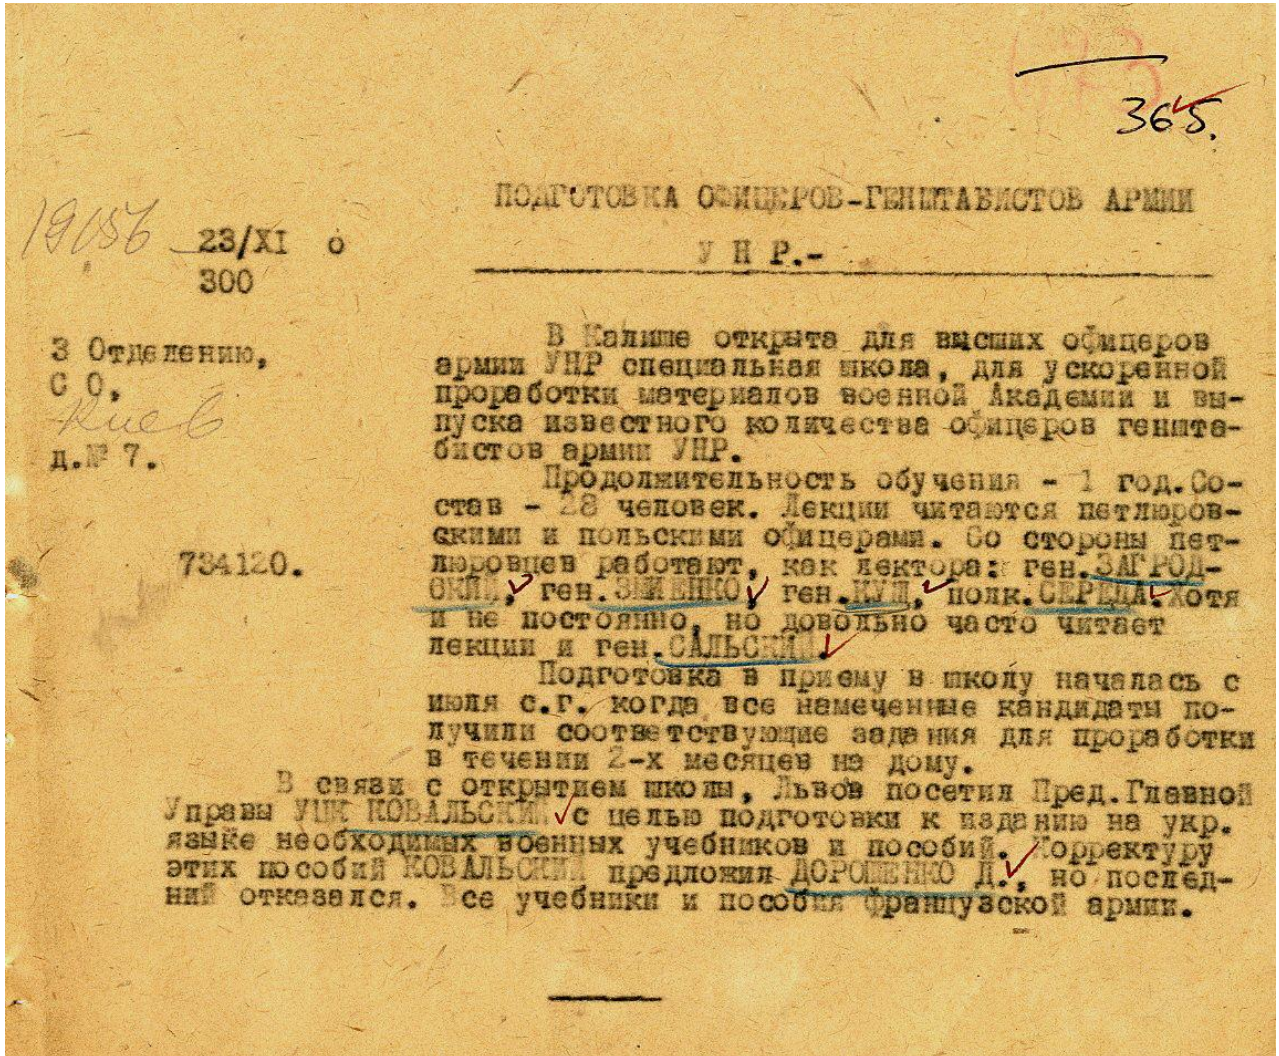 673
365.
ПОДГОТОВКА ОФИЦЕРОВ-ГЕНШТАБИСТОВ АРМИИ
У Н Р.-
19156 23/XI о
300
3 Отделению,
С О,
Киев
д.№ 7.
734120.
В Калише открыта для высших офицеров
армии УНР специальная школа, для ускоренной
проработки материалов военной Академии и вы-
пуска известного количества офицеров геншта-
бистов армии УНР.
Продолжительность обучения - 1 год.Со-
став - 28 человек. Лекции читаются петлюров-
скими и польскими офицерами. Со стороны пет-
люровцев работают, как лектора: ген.ЗАГРОД-
СКИЙ, ген.ЗМИЕНКО, ген.КУЩ, полк.СЕРЕДА.Хотя
и не постоянно, но довольно часто читает
лекции и ген.САЛЬСКИЙ.
Подготовка в приему в школу началась с
июля с.г. когда все намеченные кандидаты по-
лучили соответствующие задания для проработки
в течении 2-х месяцев на дому.
В связи с открытием школы, Львов посетил Пред.Главной
Управы УЦК КОВАЛЬСКИЙ с целью подготовки к изданию на укр.
языке необходимых военных учебников и пособий. Корректуру
этих пособий КОВАЛЬСКИЙ предложил ДОРОШЕНКО Д., но послед-
ний отказался. Все учебники и пособия французской армии.